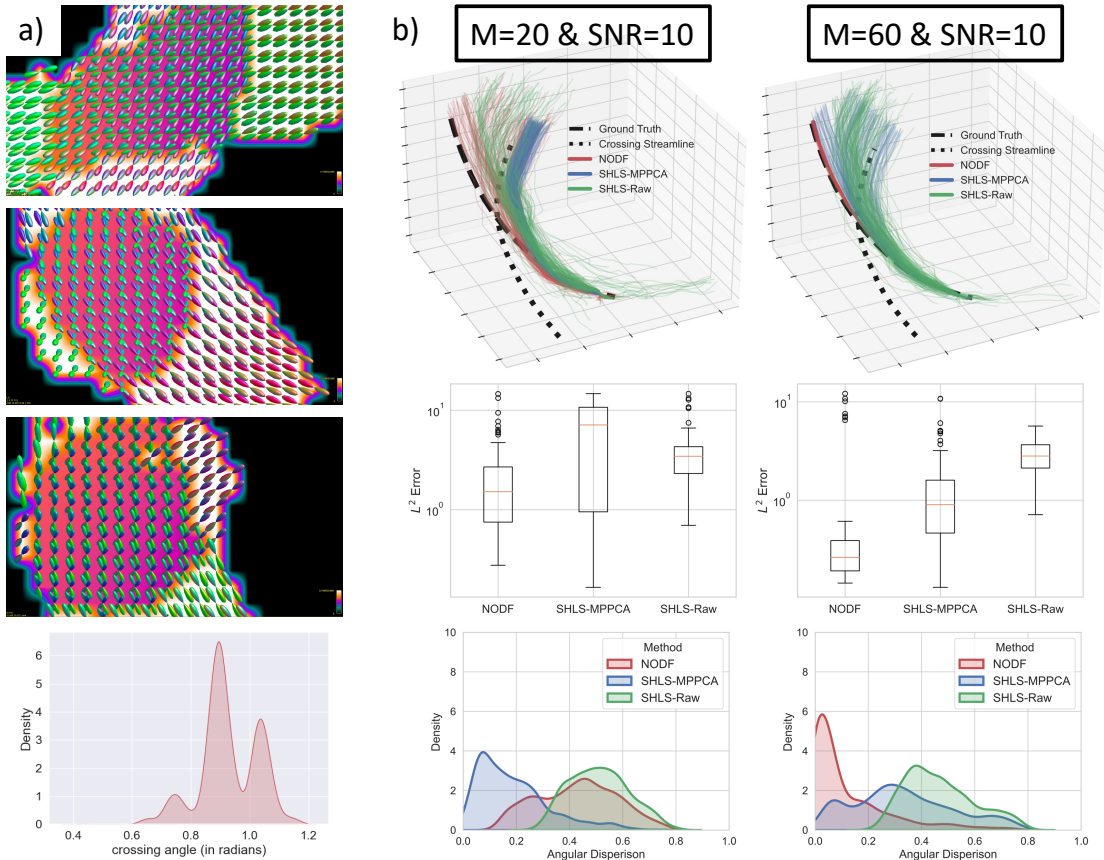 a)
b)
M=20 & SNR=10
M=60 & SNR=10
Ground Truth
Crossing Streamline
NODF
SHLS-MPPCA
SHLS-Raw
Ground Truth
Crossing Streamline
NODF
SHLS-MPPCA
SHLS-Raw
L² Error
10¹
10⁰
NODF SHLS-MPPCA SHLS-Raw
L² Error
10¹
10⁰
NODF SHLS-MPPCA SHLS-Raw
Density
6
5
4
3
2
1
0
0.4 0.6 0.8 1.0 1.2
crossing angle (in radians)
Density
10
8
6
4
2
0
Method
NODF
SHLS-MPPCA
SHLS-Raw
0.0 0.2 0.4 0.6 0.8 1.0
Angular Disperison
Density
10
8
6
4
2
0
Method
NODF
SHLS-MPPCA
SHLS-Raw
0.0 0.2 0.4 0.6 0.8 1.0
Angular Disperison